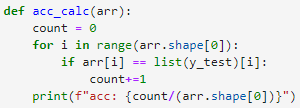 def acc_calc(arr):
    count = 0
    for i in range(arr.shape[0]):
        if arr[i] == list(y_test)[i]:
            count+=1
    print(f"acc: {count/(arr.shape[0])}")